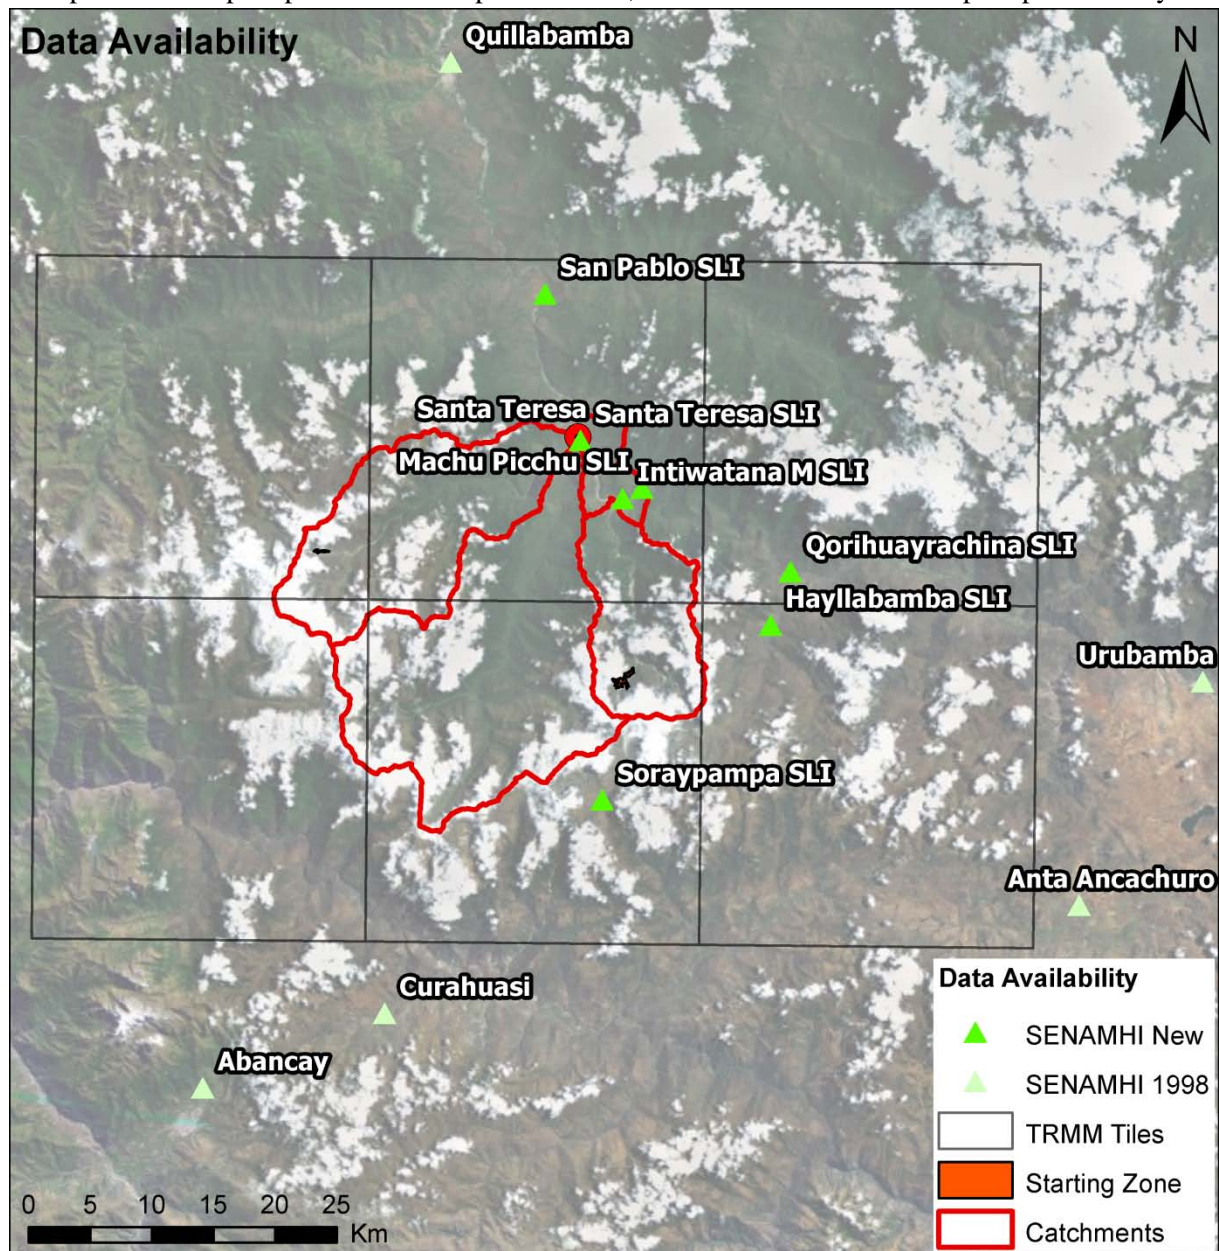 Data Availability
Quillabamba
N
San Pablo SLI
Santa Teresa
Santa Teresa SLI
Machu Picchu SLI
Intiwatana M SLI
Qorihuayrachina SLI
Hayllabamba SLI
Urubamba
Soraypampa SLI
Anta Ancachuro
Curahuasi
Abancay
Data Availability
SENAMHI New
SENAMHI 1998
TRMM Tiles
Starting Zone
Catchments
0 5 10 15 20 25
Km